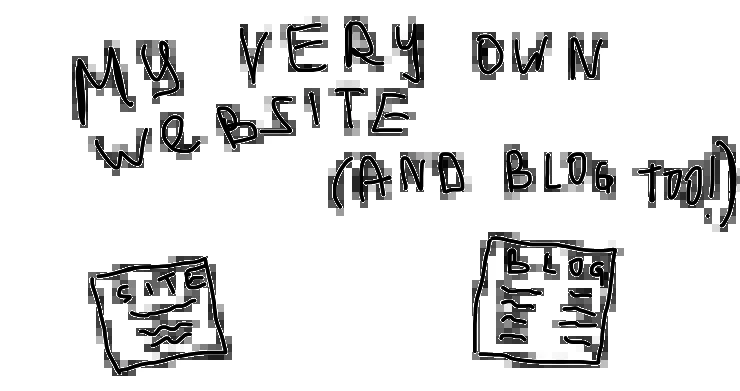 My VERY OWN
WeBSITE
(AND BLOG TOO!)
SITE
BLOG